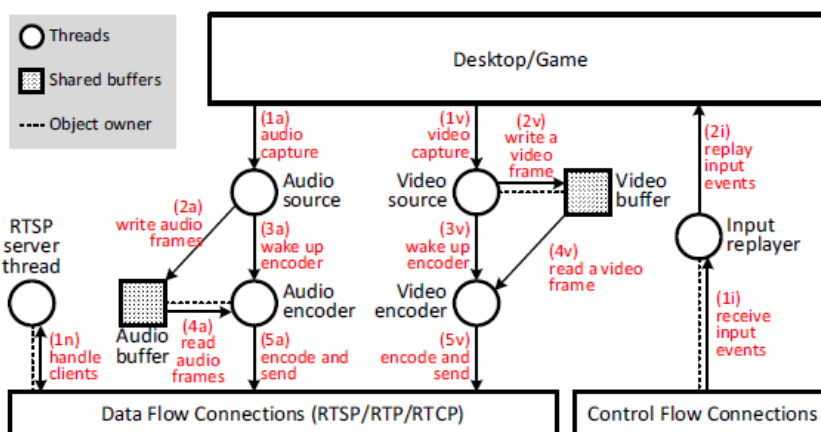 Threads
Shared buffers
Object owner
Desktop/Game
(1a)
audio
capture
(1v)
video
capture
(2v)
write a
video
frame
(2i)
replay
input
events
Audio
source
Video
source
Video
buffer
(2a)
write audio
frames
(3a)
wake up
encoder
(3v)
wake up
encoder
(4v)
read a video
frame
Input
replayer
RTSP
server
thread
Audio
encoder
Video
encoder
Audio
buffer
(1n)
handle
clients
(4a)
read
audio
frames
(5a)
encode and
send
(5v)
encode and
send
(1i)
receive
input
events
Data Flow Connections (RTSP/RTP/RTCP)
Control Flow Connections